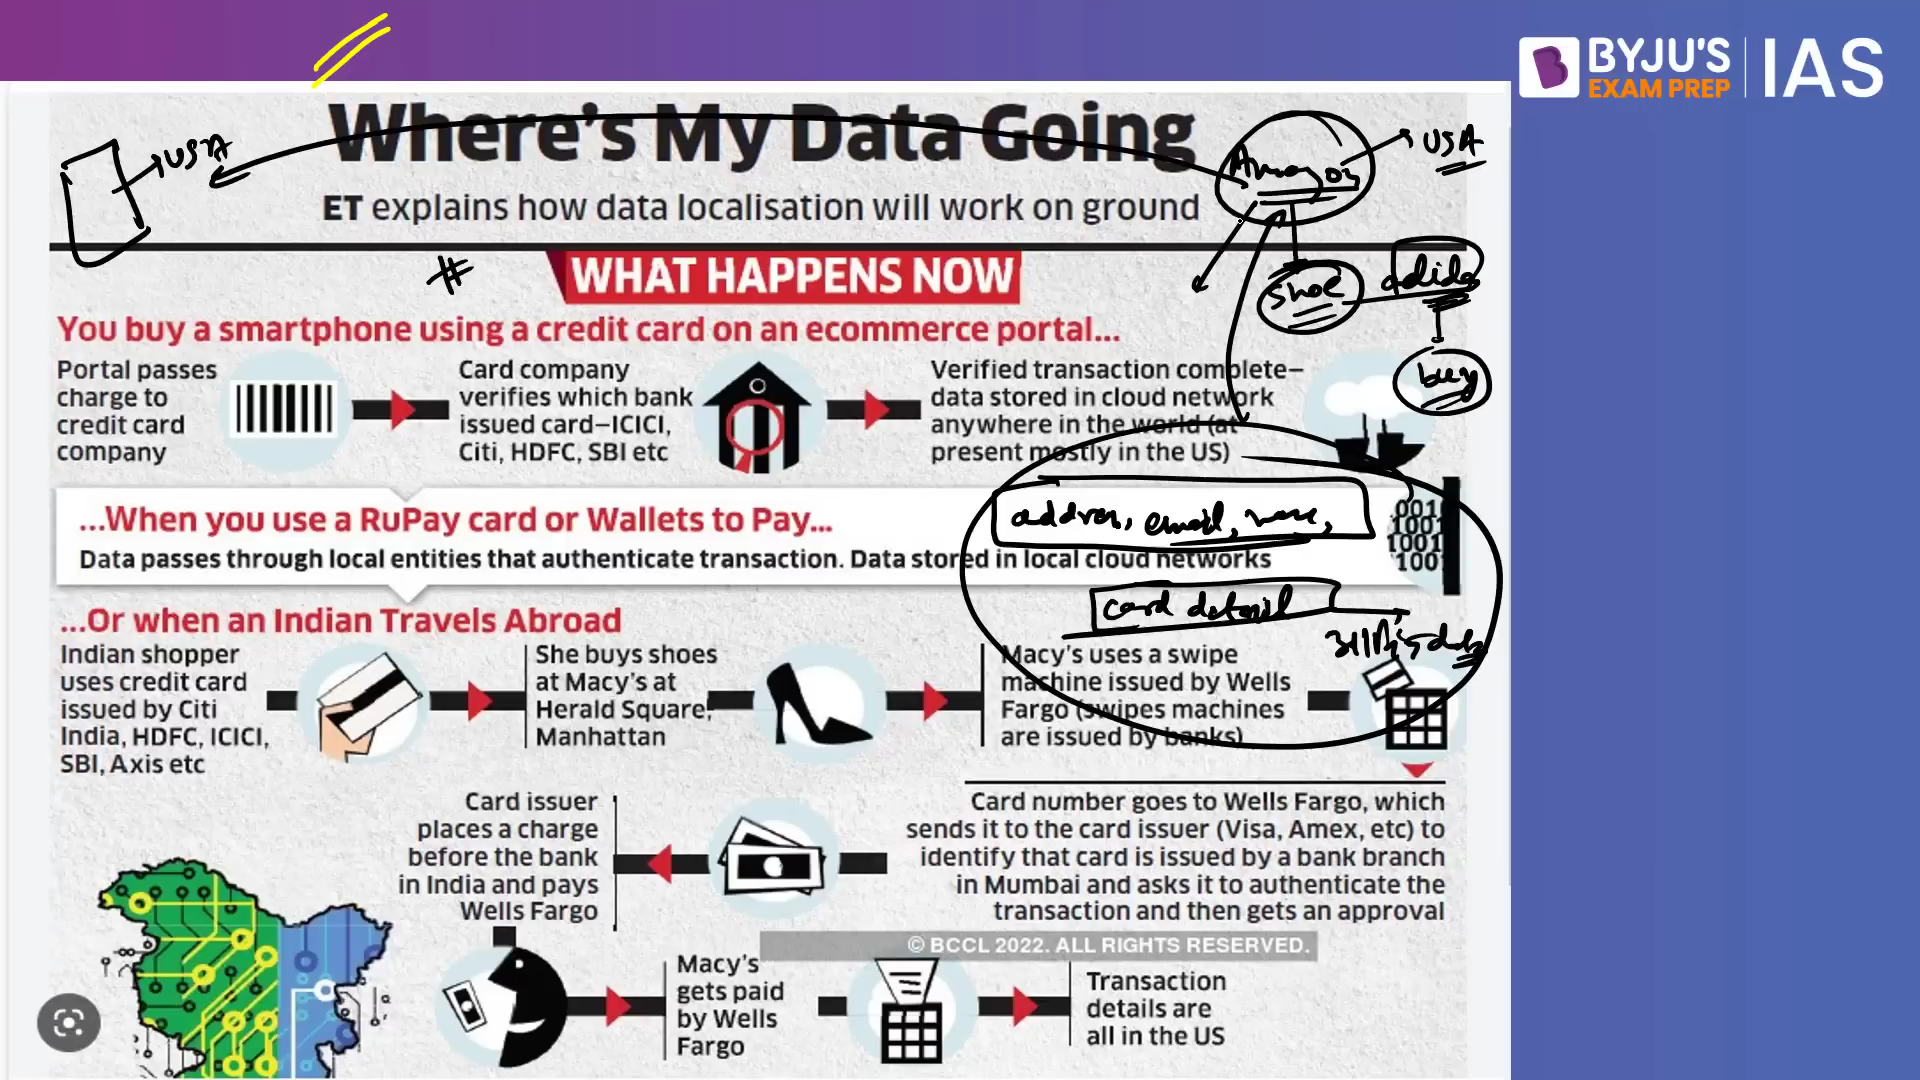 BYJU'S
EXAM PREP
IAS
Where's My Data Going
ET explains how data localisation will work on ground
USA
Amazon
USA
#
shoe
adidas
buy
WHAT HAPPENS NOW
You buy a smartphone using a credit card on an ecommerce portal...
Portal passes
charge to
credit card
company
Card company
verifies which bank
issued card–ICICI,
Citi, HDFC, SBI etc
Verified transaction complete–
data stored in cloud network
anywhere in the world (at
present mostly in the US)
...When you use a RuPay card or Wallets to Pay...
Data passes through local entities that authenticate transaction. Data stored in local cloud networks
address, email, name,
001
100
1001
100
card detail
...Or when an Indian Travels Abroad
Indian shopper
uses credit card
issued by Citi
India, HDFC, ICICI,
SBI, Axis etc
She buys shoes
at Macy's at
Herald Square,
Manhattan
Macy's uses a swipe
machine issued by Wells
Fargo (swipes machines
are issued by banks)
Card number goes to Wells Fargo, which
sends it to the card issuer (Visa, Amex, etc) to
identify that card is issued by a bank branch
in Mumbai and asks it to authenticate the
transaction and then gets an approval
Card issuer
places a charge
before the bank
in India and pays
Wells Fargo
© BCCL 2022. ALL RIGHTS RESERVED.
Macy's
gets paid
by Wells
Fargo
Transaction
details are
all in the US